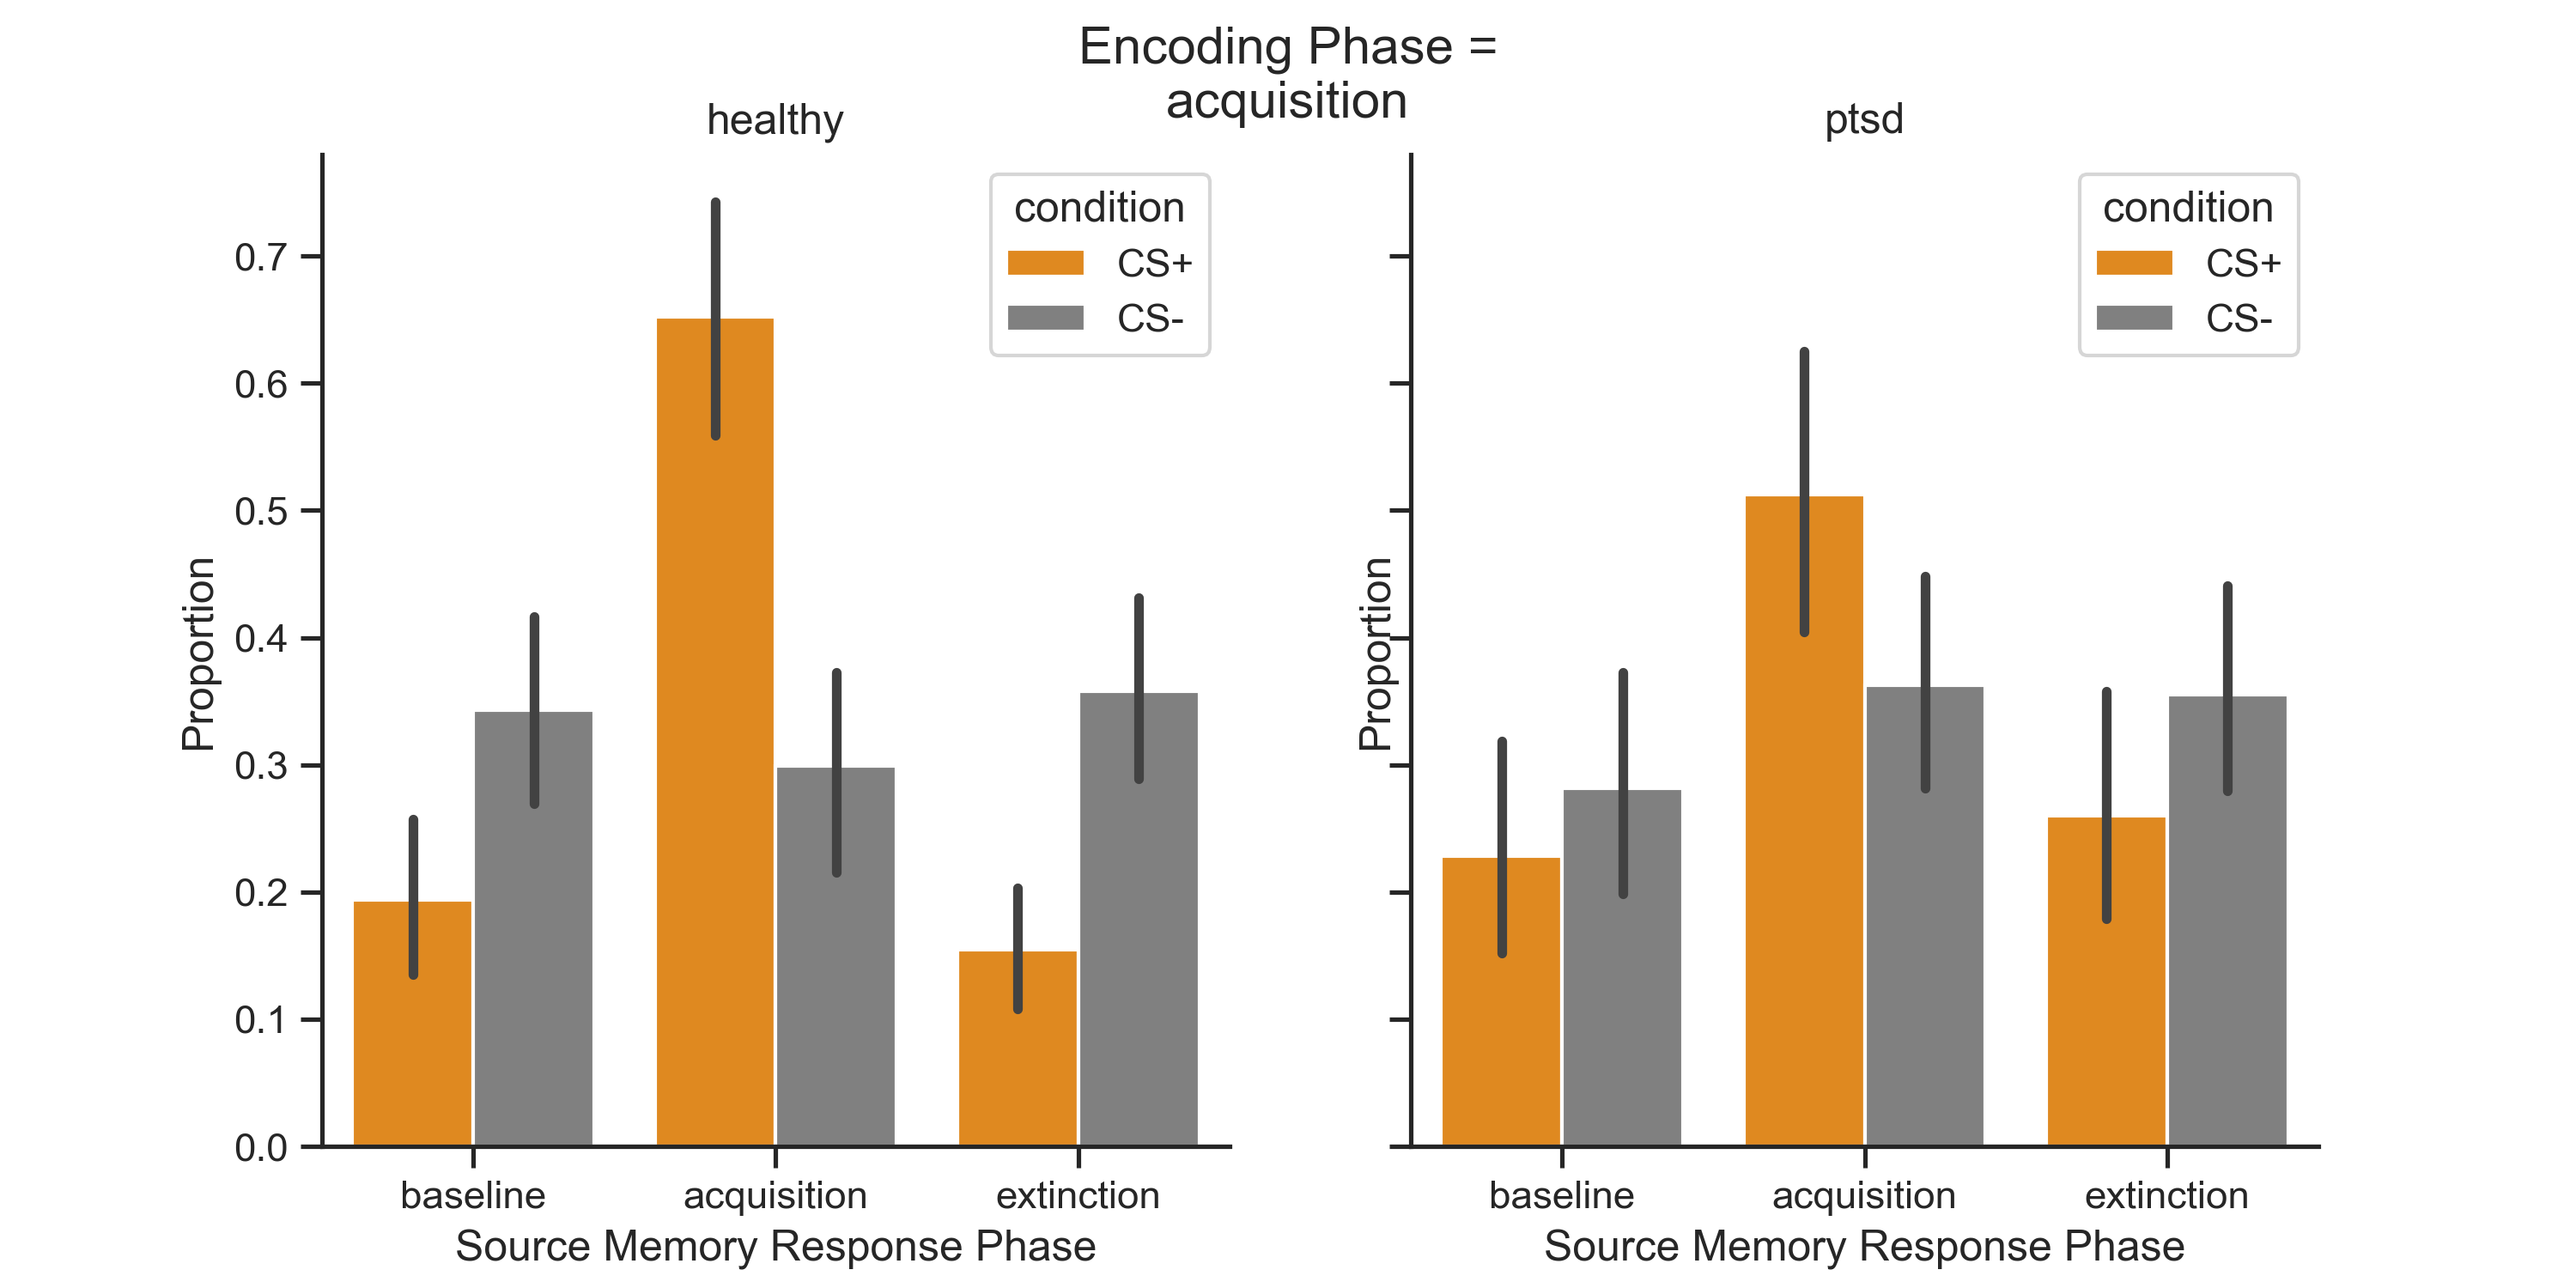 Encoding Phase =
acquisition
healthy
condition
CS+
CS-
0.7
0.6
0.5
0.4
0.3
0.2
0.1
0.0
Proportion
baseline acquisition extinction
Source Memory Response Phase
ptsd
condition
CS+
CS-
Proportion
baseline acquisition extinction
Source Memory Response Phase